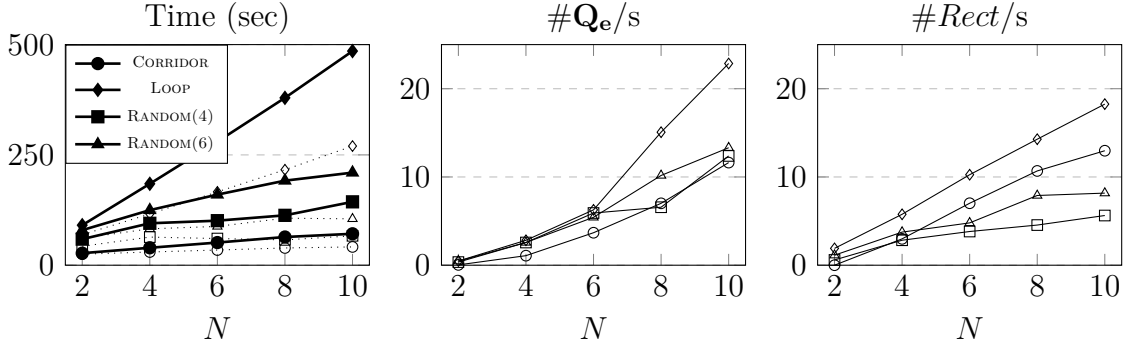 Time (sec)
500
250
0
CORRIDOR
LOOP
RANDOM(4)
RANDOM(6)
2 4 6 8 10
N
#Qe/s
20
10
0
2 4 6 8 10
N
#Rect/s
20
10
0
2 4 6 8 10
N